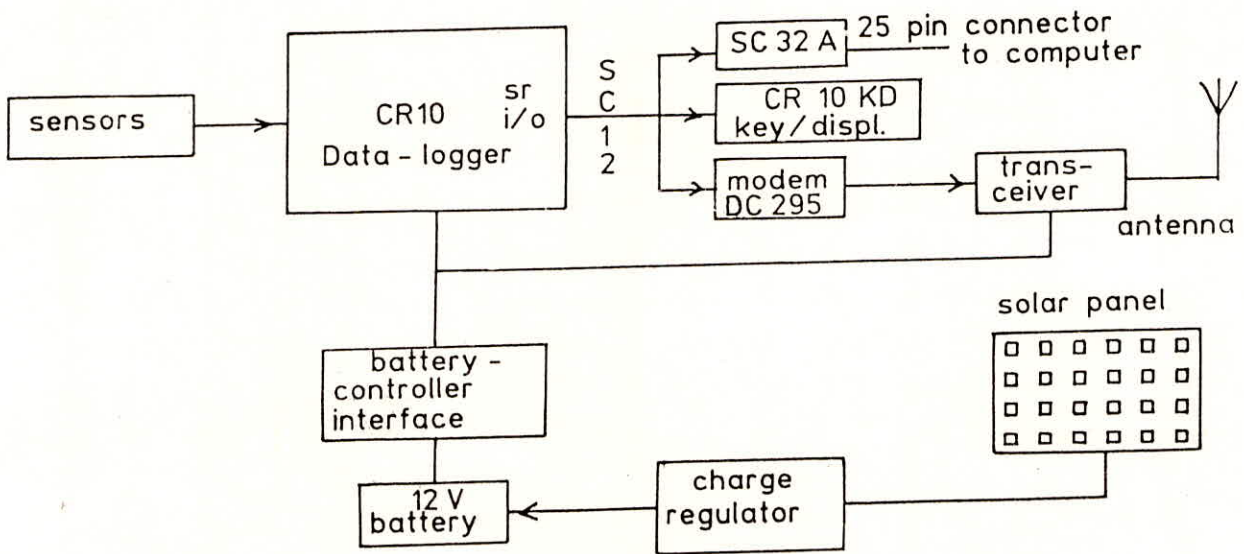 sensors
CR10
Data - logger
sr
i/o
S
C
1
2
SC 32 A
25 pin connector
to computer
CR 10 KD
key/displ.
modem
DC 295
trans-
ceiver
antenna
solar panel
battery -
controller
interface
12 V
battery
charge
regulator